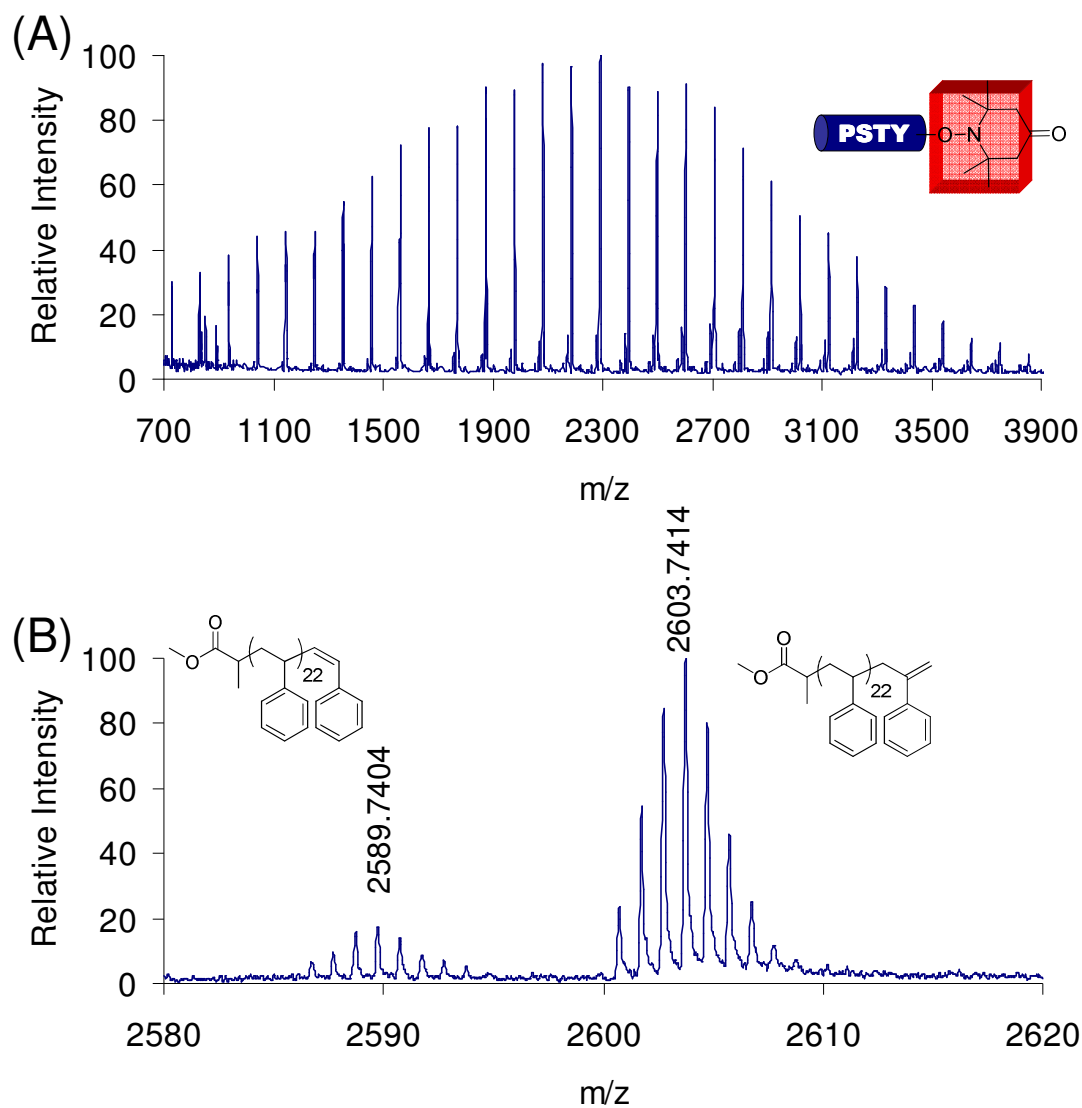 (A)
Relative Intensity
100
80
60
40
20
0
PSTY
O N O
700 1100 1500 1900 2300 2700 3100 3500 3900
m/z
(B)
Relative Intensity
100
80
60
40
20
0
O
O
22
2589.7404
2603.7414
O
O
22
2580 2590 2600 2610 2620
m/z